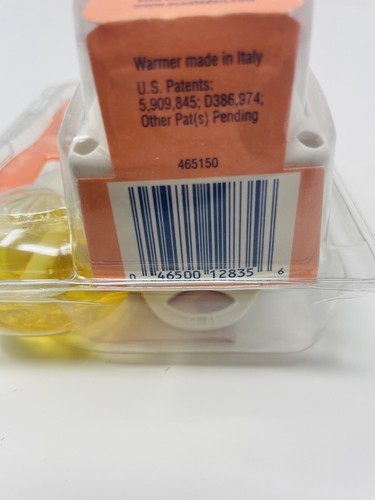 Warmer made in Italy
U.S. Patents:
5,909,845; D386,974;
Other Pat(s) Pending
465150
0 46500 12835 6